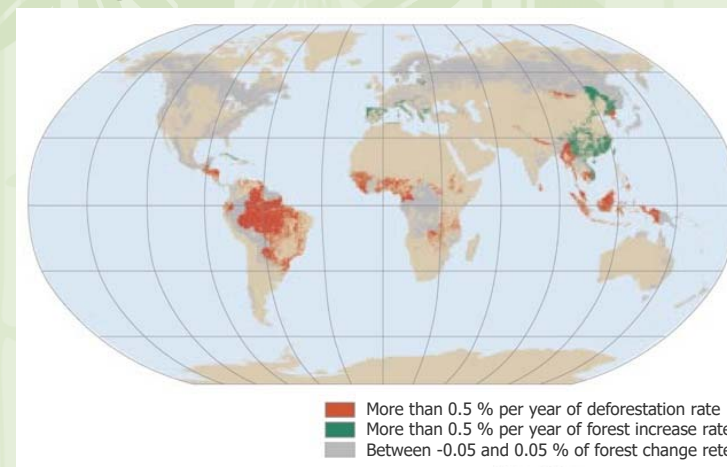 More than 0.5 % per year of deforestation rate
More than 0.5 % per year of forest increase rate
Between -0.05 and 0.05 % of forest change rete